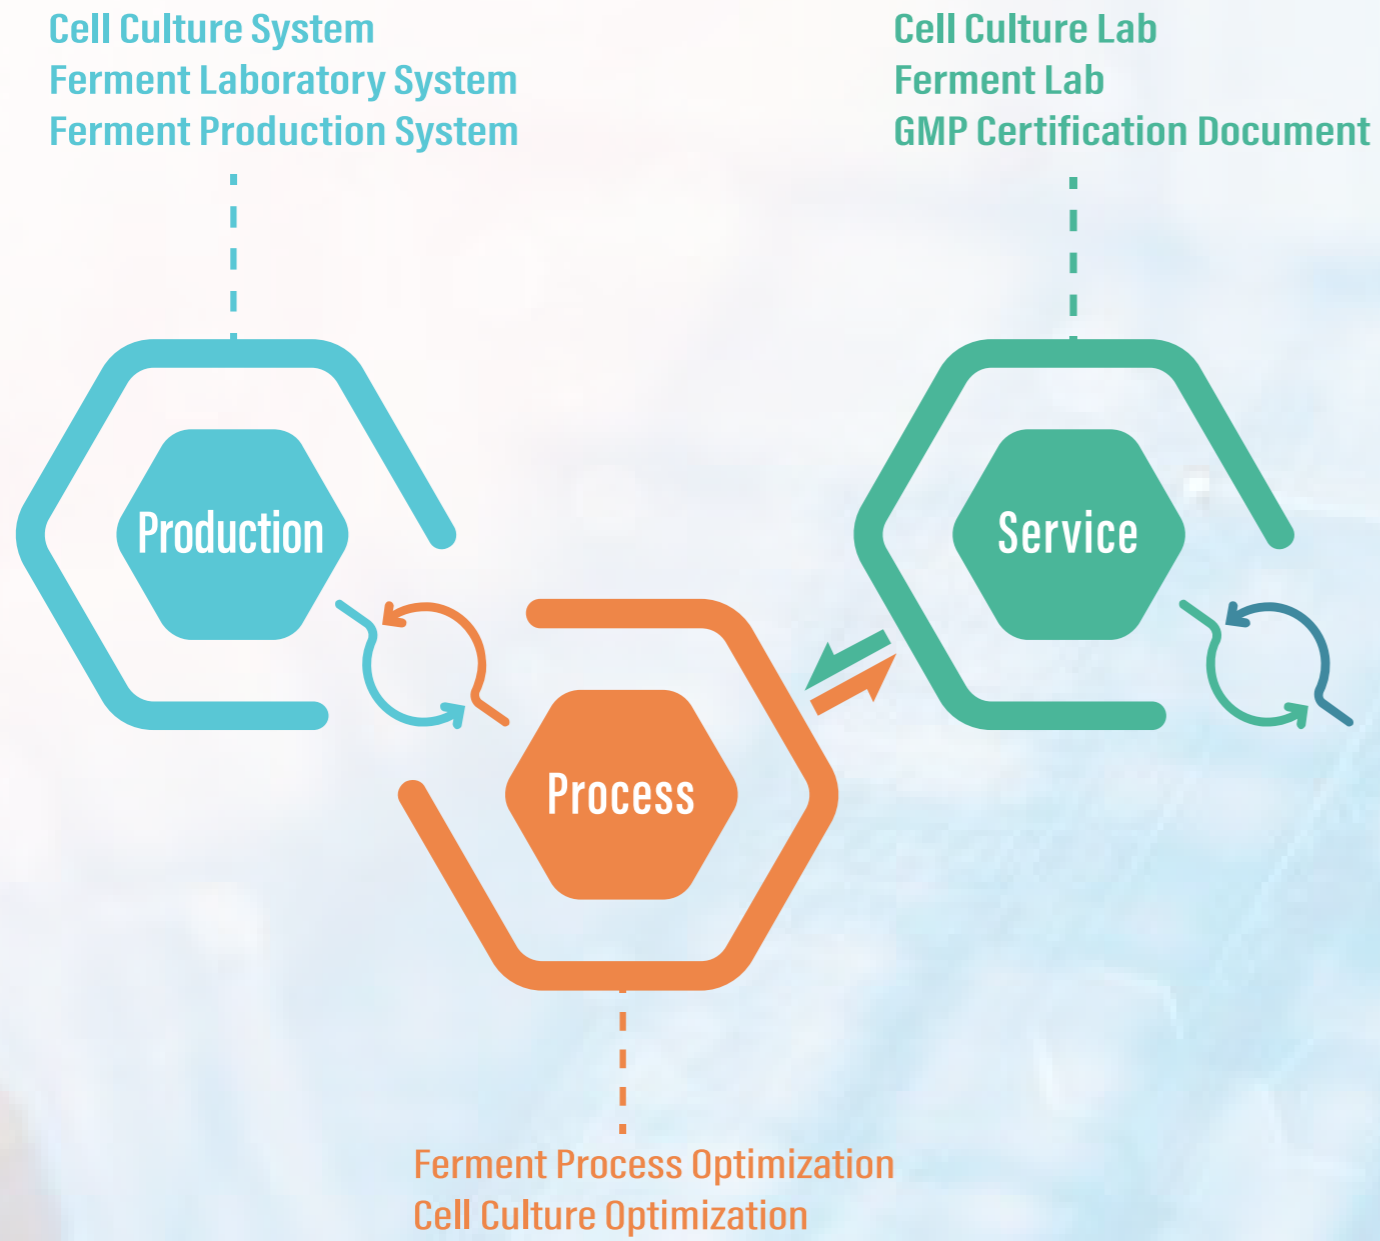 Cell Culture System
Ferment Laboratory System
Ferment Production System
Cell Culture Lab
Ferment Lab
GMP Certification Document
Production
Service
Process
Ferment Process Optimization
Cell Culture Optimization